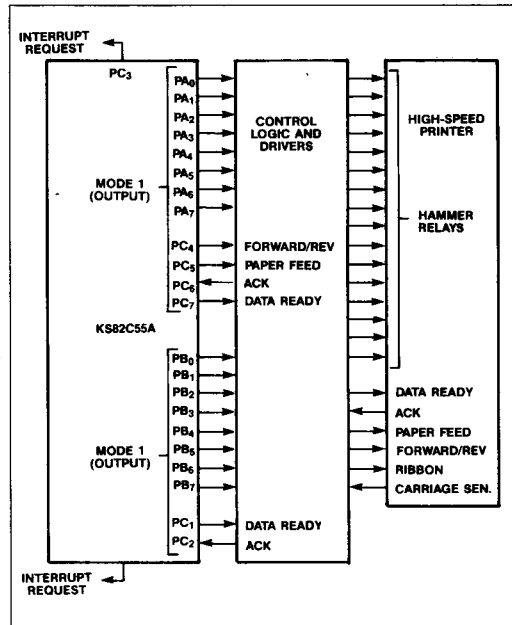 INTERRUPT
REQUEST
PC3
PA0
PA1
PA2
PA3
PA4
PA5
PA6
PA7
MODE 1
(OUTPUT)
PC4
PC5
PC6
PC7
KS82C55A
PB0
PB1
PB2
PB3
PB4
PB5
PB6
PB7
MODE 1
(OUTPUT)
PC1
PC2
INTERRUPT
REQUEST
CONTROL
LOGIC AND
DRIVERS
FORWARD/REV
PAPER FEED
ACK
DATA READY
DATA READY
ACK
HIGH-SPEED
PRINTER
HAMMER
RELAYS
DATA READY
ACK
PAPER FEED
FORWARD/REV
RIBBON
CARRIAGE SEN.